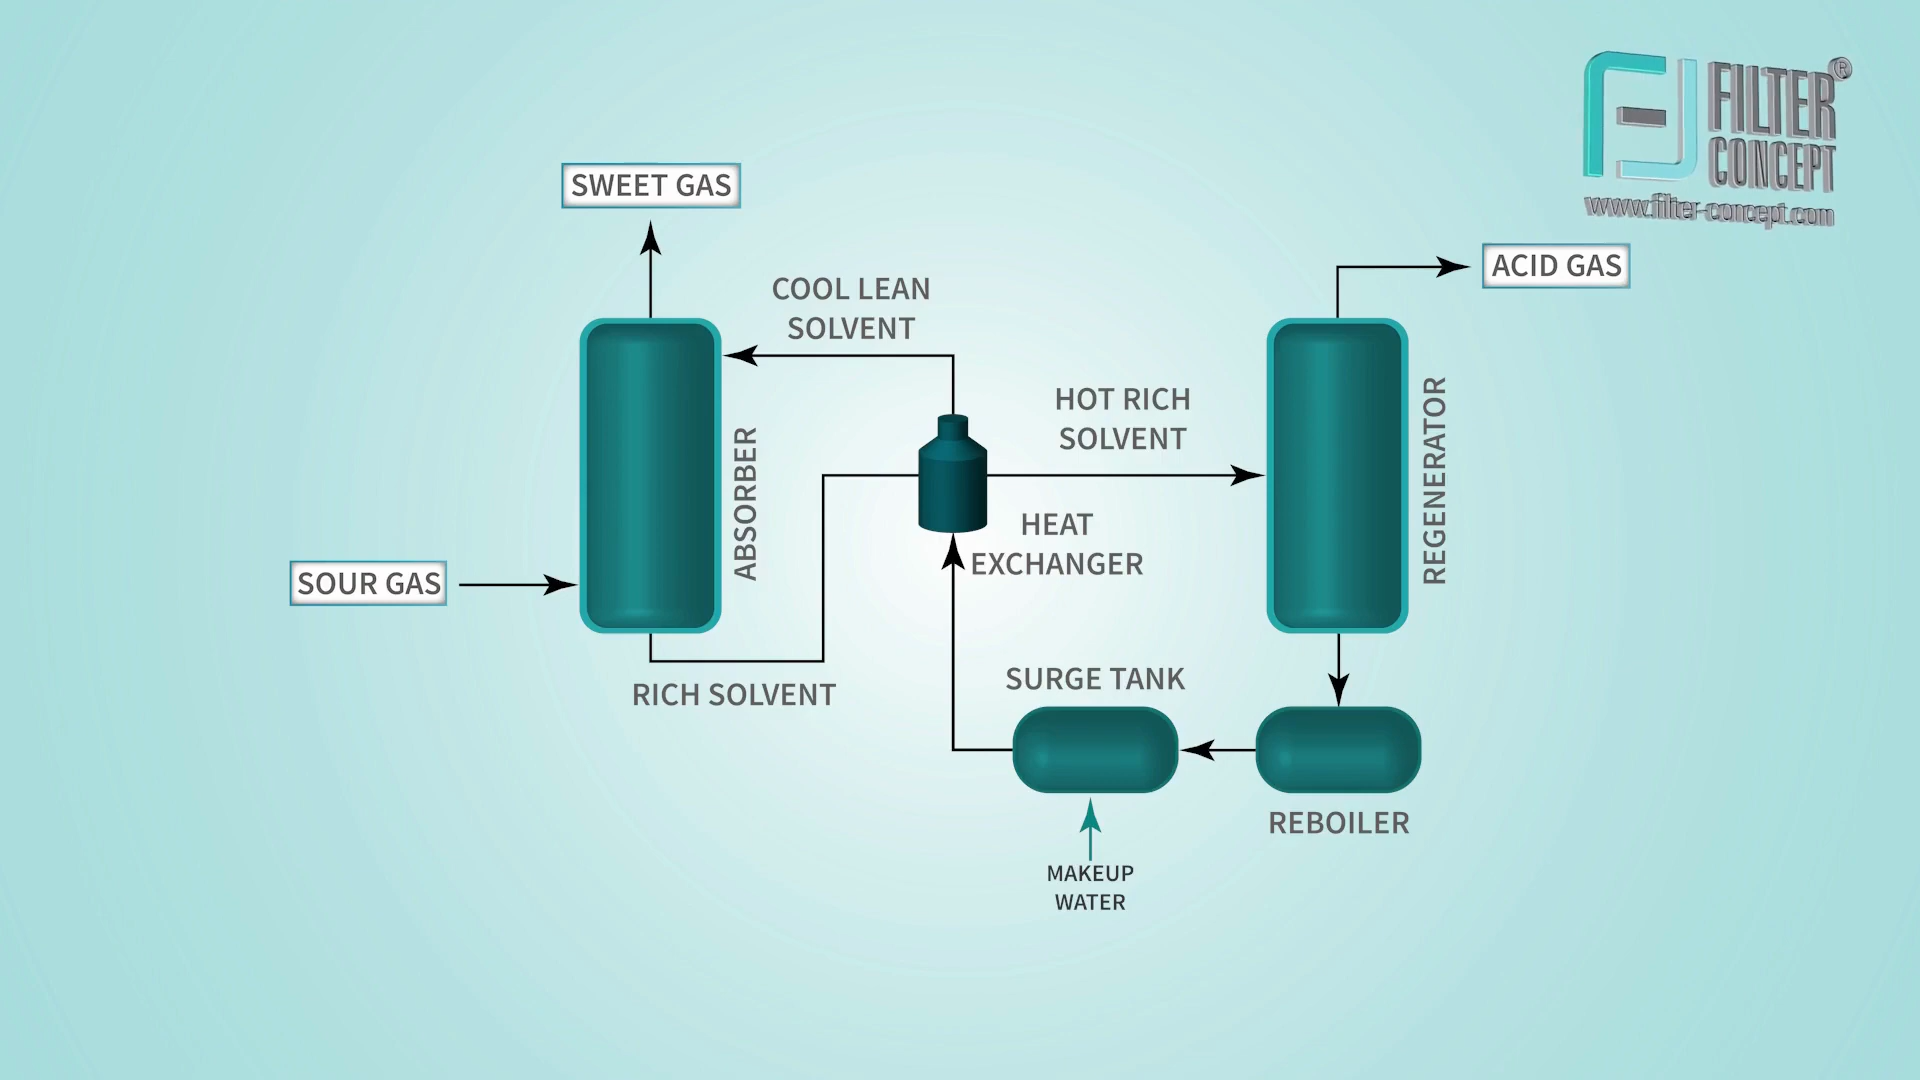 FILTER®
CONCEPT
www.filter-concept.com
SWEET GAS
ACID GAS
COOL LEAN
SOLVENT
HOT RICH
SOLVENT
ABSORBER
REGENERATOR
HEAT
EXCHANGER
SOUR GAS
RICH SOLVENT
SURGE TANK
REBOILER
MAKEUP
WATER